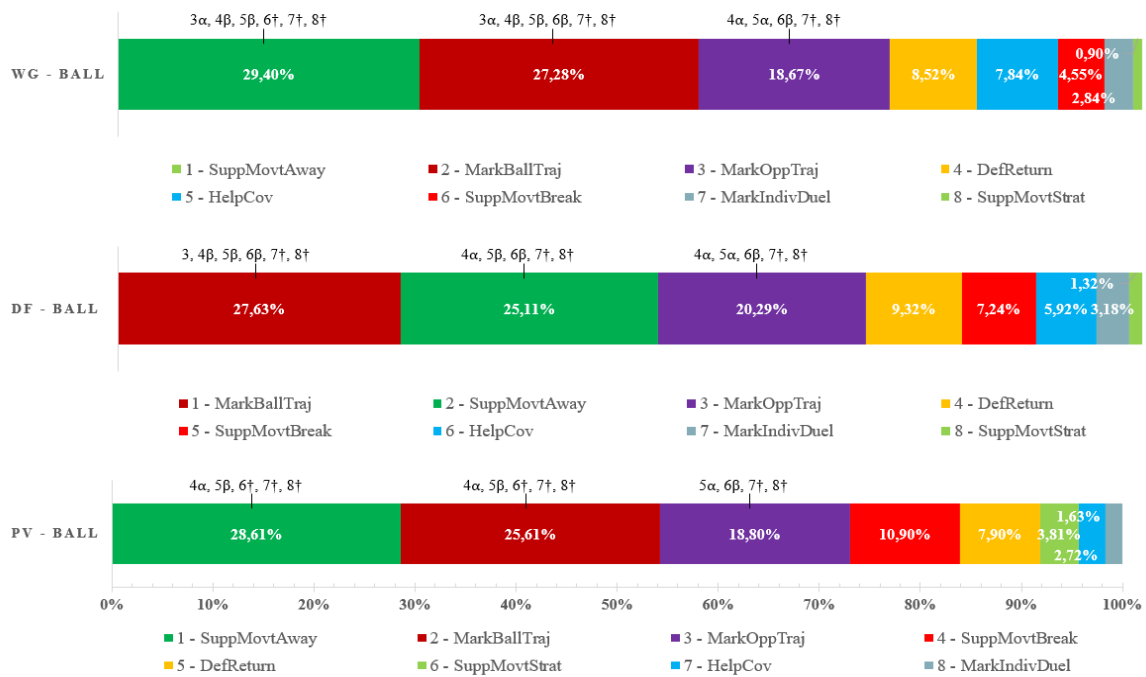 3α, 4β, 5β, 6†, 7†, 8† 3α, 4β, 5β, 6β, 7†, 8† 4α, 5α, 6β, 7†, 8†
WG - BALL 29,40% 27,28% 18,67% 8,52% 7,84% 4,55% 0,90% 2,84%
1 - SuppMovtAway 2 - MarkBallTraj 3 - MarkOppTraj 4 - DefReturn
5 - HelpCov 6 - SuppMovtBreak 7 - MarkIndivDuel 8 - SuppMovtStrat
3, 4β, 5β, 6β, 7†, 8† 4α, 5β, 6β, 7†, 8† 4α, 5α, 6β, 7†, 8†
DF - BALL 27,63% 25,11% 20,29% 9,32% 7,24% 5,92% 1,32% 3,18%
1 - MarkBallTraj 2 - SuppMovtAway 3 - MarkOppTraj 4 - DefReturn
5 - SuppMovtBreak 6 - HelpCov 7 - MarkIndivDuel 8 - SuppMovtStrat
4α, 5β, 6†, 7†, 8† 4α, 5β, 6†, 7†, 8† 5α, 6β, 7†, 8†
PV - BALL 28,61% 25,61% 18,80% 10,90% 7,90% 3,81% 1,63% 2,72%
0% 10% 20% 30% 40% 50% 60% 70% 80% 90% 100%
1 - SuppMovtAway 2 - MarkBallTraj 3 - MarkOppTraj 4 - SuppMovtBreak
5 - DefReturn 6 - SuppMovtStrat 7 - HelpCov 8 - MarkIndivDuel